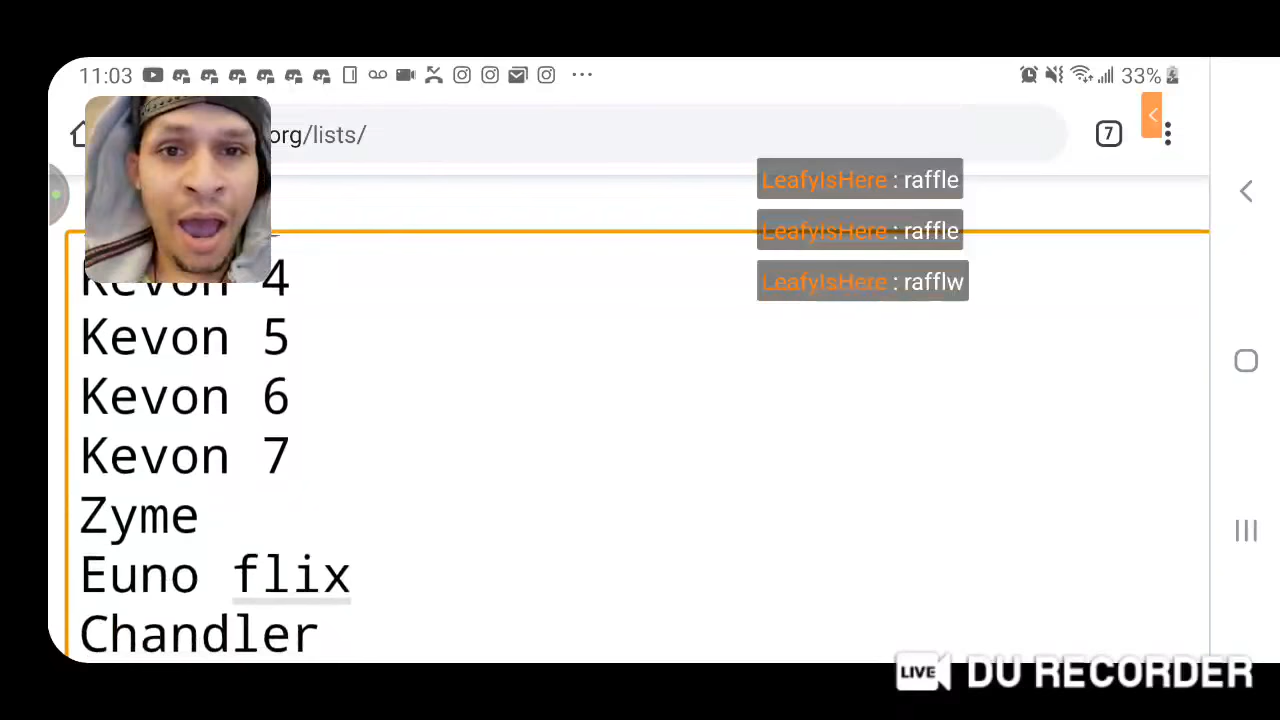 11:03
33%
org/lists/
7
LeafyIsHere : raffle
LeafyIsHere : raffle
LeafyIsHere : rafflw
Kevon 4
Kevon 5
Kevon 6
Kevon 7
Zyme
Euno flix
Chandler
LIVE DU RECORDER